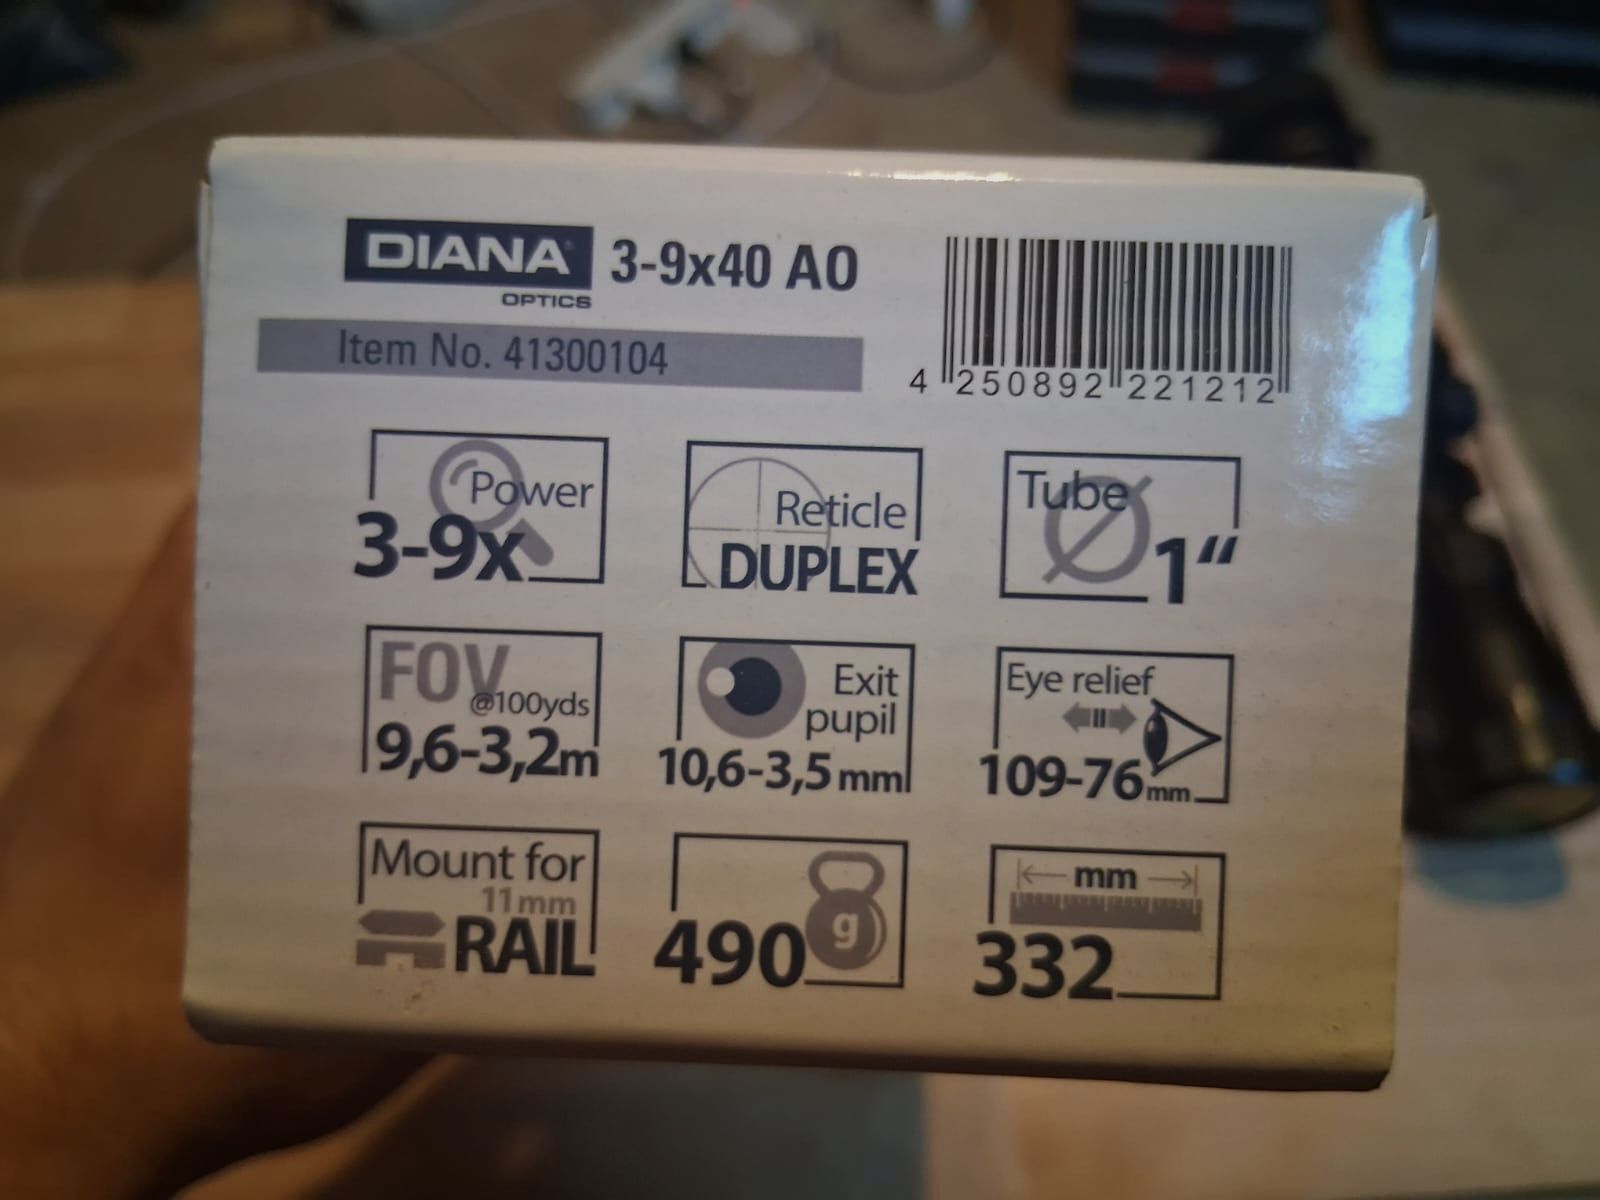 DIANA® 3-9x40 AO
OPTICS
Item No. 41300104
4 250892 221212
Power
3-9x
Reticle
DUPLEX
Tube
1“
FOV
@100yds
9,6-3,2m
Exit
pupil
10,6-3,5 mm
Eye relief
109-76mm
Mount for
11mm
RAIL
490 g
mm
332